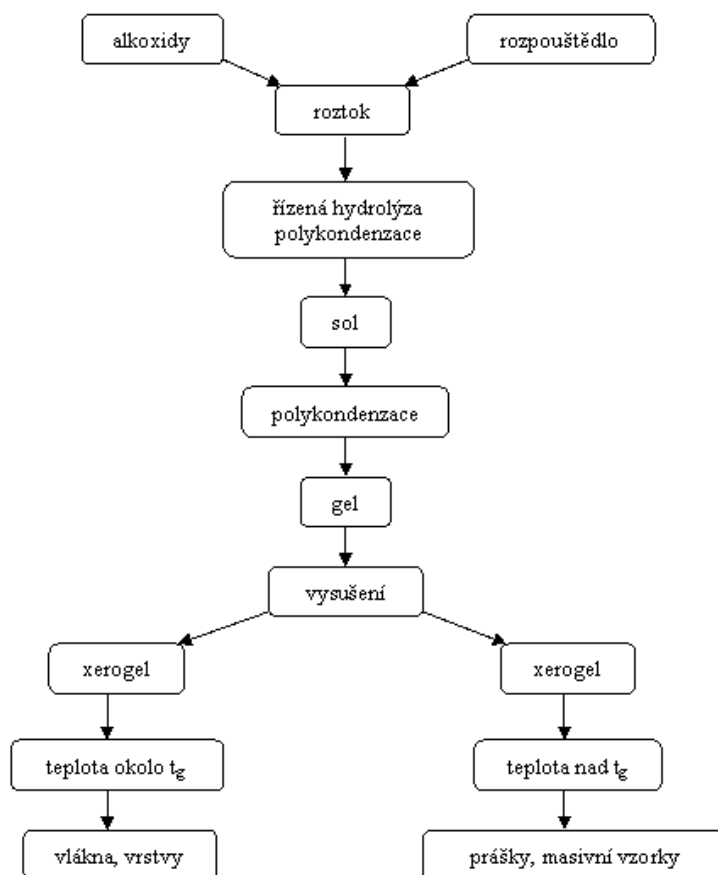 alkoxidy
rozpouštědlo
roztok
řízená hydrolýza
polykondenzace
sol
polykondenzace
gel
vysušení
xerogel
xerogel
teplota okolo tg
teplota nad tg
vlákna, vrstvy
prášky, masivní vzorky